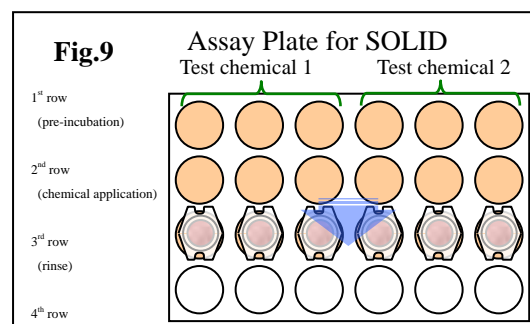 Fig.9
Assay Plate for SOLID
Test chemical 1
Test chemical 2
1st row
(pre-incubation)
2nd row
(chemical application)
3rd row
(rinse)
4th row